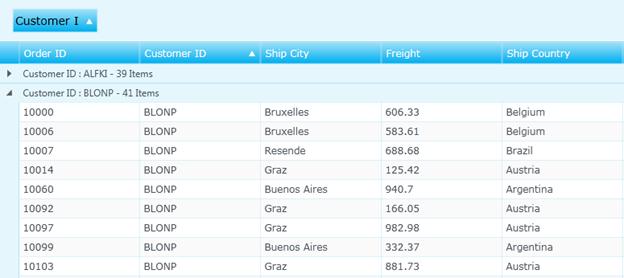 Customer I
Order ID Customer ID Ship City Freight Ship Country
Customer ID : ALFKI - 39 Items
Customer ID : BLONP - 41 Items
10000 BLONP Bruxelles 606.33 Belgium
10006 BLONP Bruxelles 583.61 Belgium
10007 BLONP Resende 688.68 Brazil
10014 BLONP Graz 125.42 Austria
10060 BLONP Buenos Aires 940.7 Argentina
10092 BLONP Graz 166.05 Austria
10097 BLONP Graz 982.98 Austria
10099 BLONP Buenos Aires 332.37 Argentina
10103 BLONP Graz 881.73 Austria